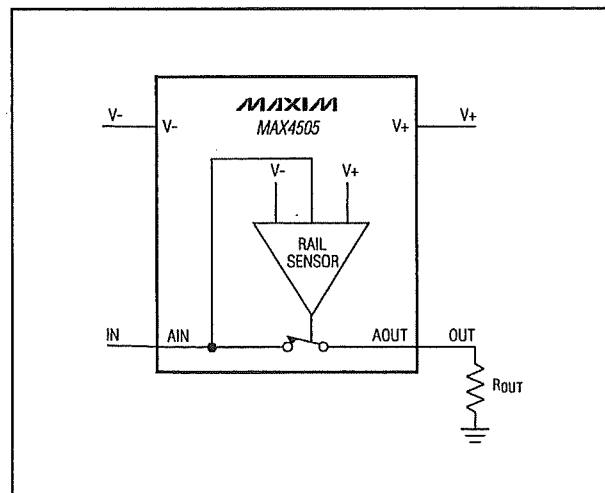 MAXIM
MAX4505
V- V- V+ V+
V- V+
RAIL
SENSOR
IN AIN AOUT OUT
ROUT